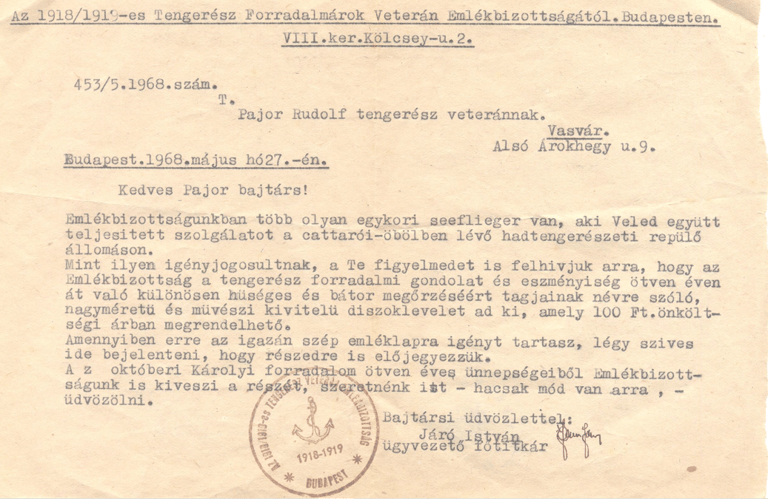 Az 1918/1919-es Tengerész Forradalmárok Veterán Emlékbizottságától.Budapesten.
VIII.ker.Kölcsey-u.2.
453/5.1968.szám.
T.
Pajor Rudolf tengerész veteránnak.
Vasvár.
Alsó Árokhegy u.9.
Budapest.1968.május hó27.-én.
Kedves Pajor bajtárs!
Emlékbizottságunkban több olyan egykori seeflieger van, aki Veled együtt
teljesitett szolgálatot a cattarói-öbölben lévő hadtengerészeti repülő
állomáson.
Mint ilyen igényjogosultnak, a Te figyelmedet is felhivjuk arra, hogy az
Emlékbizottság a tengerész forradalmi gondolat és eszményiség ötven éven
át való különösen hüséges és bátor megőrzéséért tagjainak névre szóló,
nagyméretü és müvészi kivitelü diszoklevelet ad ki, amely 100 Ft.önkölt-
ségi árban megrendelhető.
Amennyiben erre az igazán szép emléklapra igényt tartasz, légy szives
ide bejelenteni, hogy részedre is előjegyezzük.
A z októberi Károlyi forradalom ötven éves ünnepségeiből Emlékbizott-
ságunk is kiveszi a részét, szeretnénk itt - hacsak mód van arra , -
üdvözölni.
Bajtársi üdvözlettel:
Járó István
ügyvezető főtitkár
AZ 1918/1919-es TENGERÉSZ VETERÁN EMLÉKBIZOTTSÁG
1918-1919
* BUDAPEST *